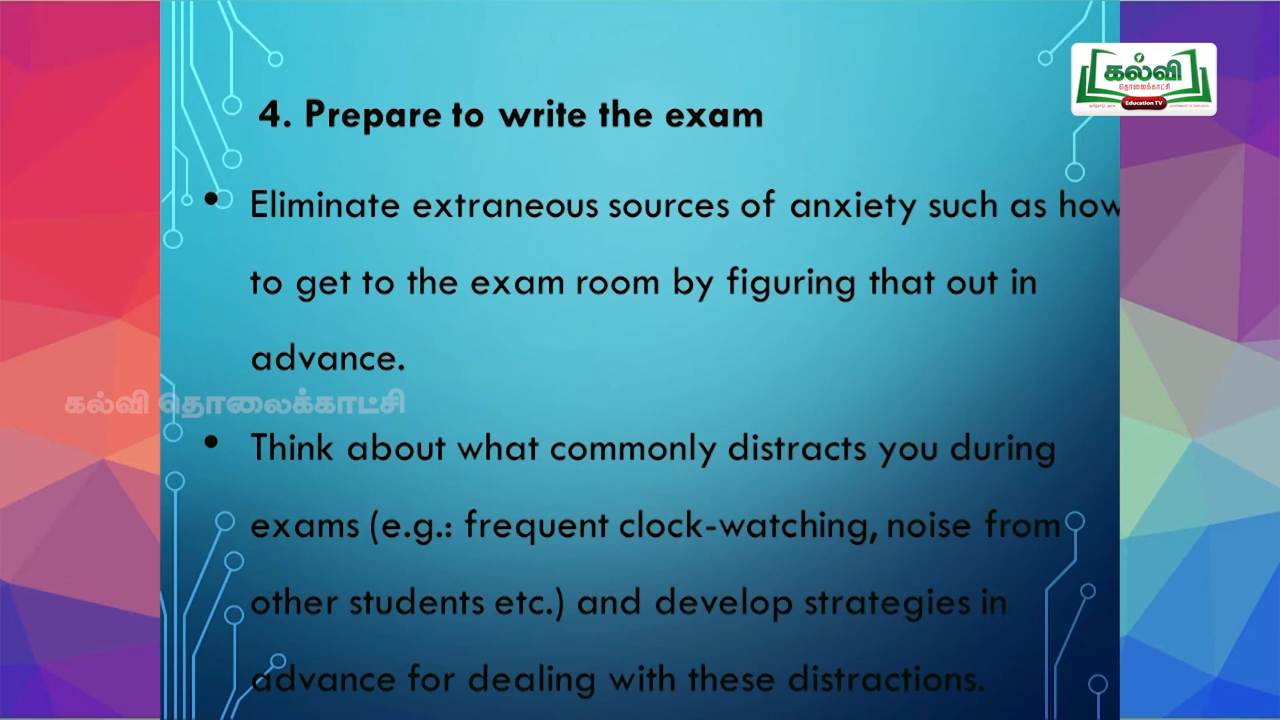 கல்வி
தொலைக்காட்சி
Education TV
4. Prepare to write the exam
• Eliminate extraneous sources of anxiety such as how
to get to the exam room by figuring that out in
advance.
கல்வி தொலைக்காட்சி
• Think about what commonly distracts you during
exams (e.g.: frequent clock-watching, noise from
other students etc.) and develop strategies in
advance for dealing with these distractions.